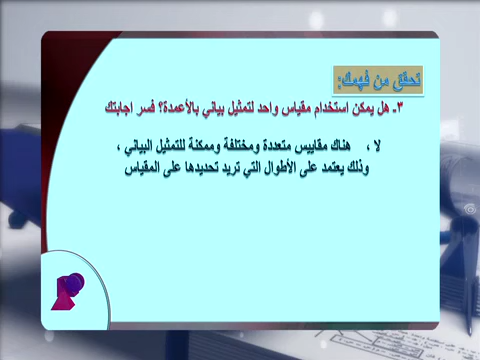 تحقق من فهمك:
٣ـ هل يمكن استخدام مقياس واحد لتمثيل بياني بالأعمدة؟ فسر اجابتك
لا ، هناك مقاييس متعددة ومختلفة وممكنة للتمثيل البياني ،
وذلك يعتمد على الأطوال التي تريد تحديدها على المقياس